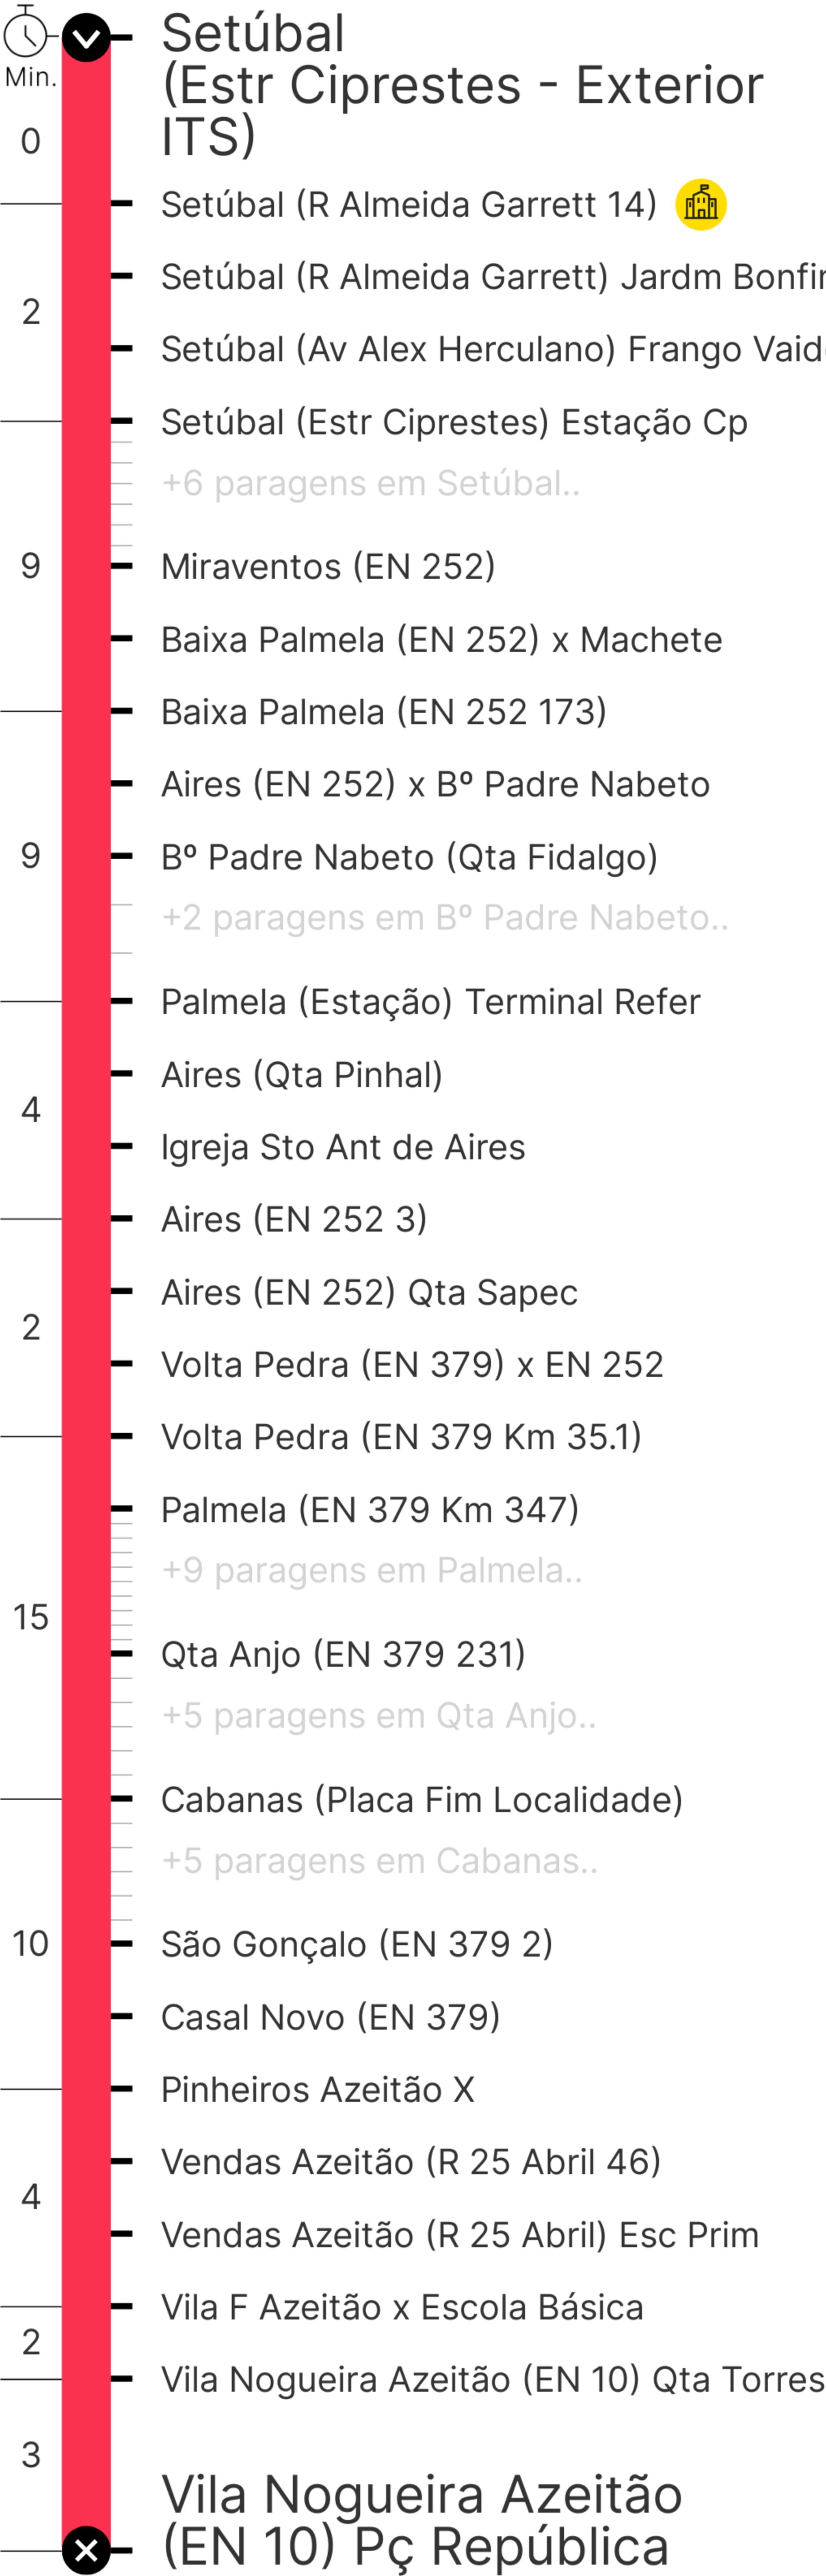 Setúbal
(Estr Ciprestes - Exterior
ITS)
Min.
0
Setúbal (R Almeida Garrett 14)
Setúbal (R Almeida Garrett) Jardm
2
Setúbal (Av Alex Herculano) Frango
Setúbal (Estr Ciprestes) Estação Cp
+6 paragens em Setúbal..
9
Miraventos (EN 252)
Baixa Palmela (EN 252) x Machete
Baixa Palmela (EN 252 173)
Aires (EN 252) x Bº Padre Nabeto
9
Bº Padre Nabeto (Qta Fidalgo)
+2 paragens em Bº Padre Nabeto..
Palmela (Estação) Terminal Refer
Aires (Qta Pinhal)
4
Igreja Sto Ant de Aires
Aires (EN 252 3)
Aires (EN 252) Qta Sapec
2
Volta Pedra (EN 379) x EN 252
Volta Pedra (EN 379 Km 35.1)
Palmela (EN 379 Km 347)
+9 paragens em Palmela..
15
Qta Anjo (EN 379 231)
+5 paragens em Qta Anjo..
Cabanas (Placa Fim Localidade)
+5 paragens em Cabanas..
10
São Gonçalo (EN 379 2)
Casal Novo (EN 379)
Pinheiros Azeitão X
Vendas Azeitão (R 25 Abril 46)
4
Vendas Azeitão (R 25 Abril) Esc Prim
Vila F Azeitão x Escola Básica
2
Vila Nogueira Azeitão (EN 10) Qta Torres
3
Vila Nogueira Azeitão
(EN 10) Pç República